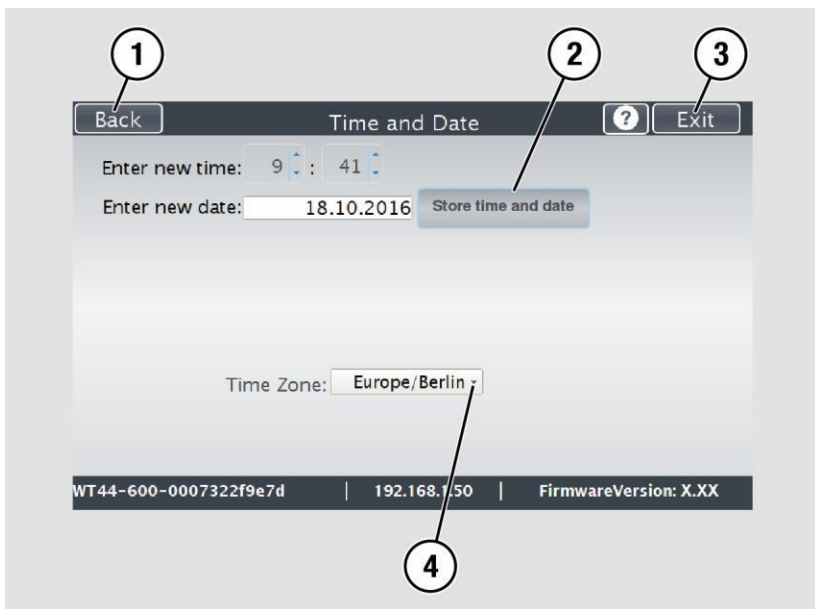 1 2 3
Back Time and Date ? Exit
Enter new time: 9 : 41
Enter new date: 18.10.2016 Store time and date
Time Zone: Europe/Berlin
WT44-600-0007322f9e7d | 192.168.1.50 | FirmwareVersion: X.XX
4